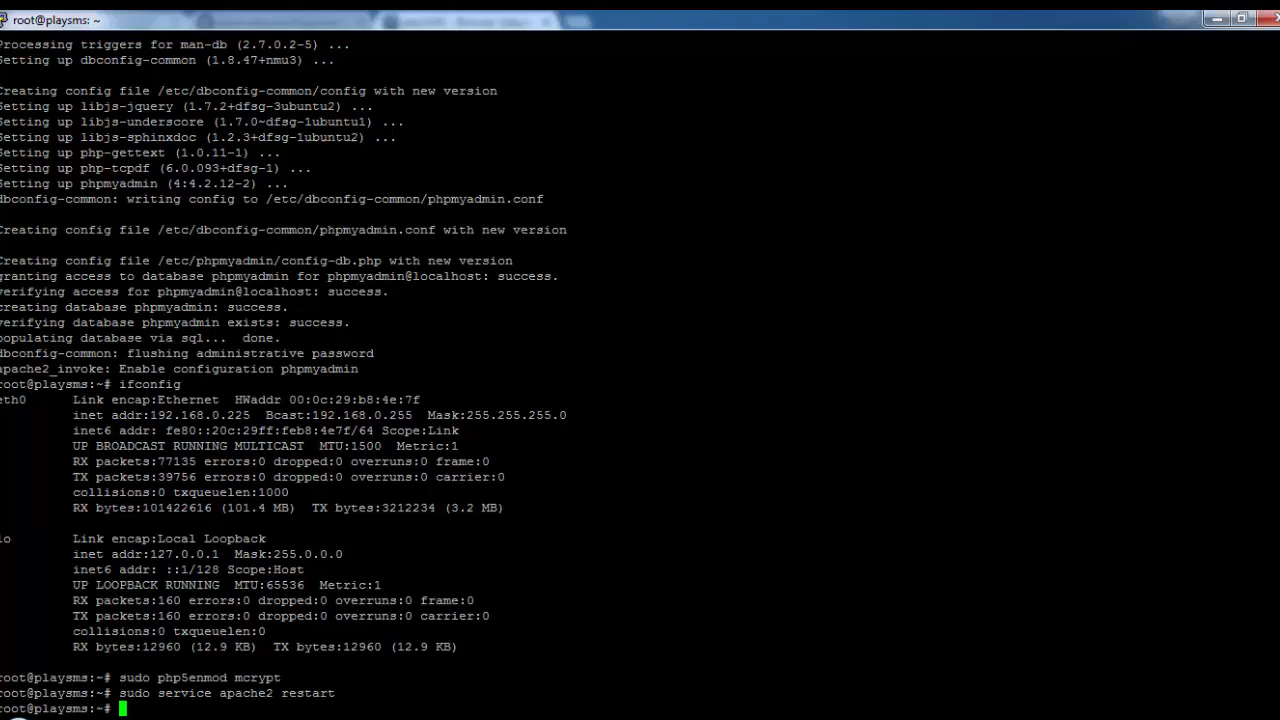 root@playsms: ~
Processing triggers for man-db (2.7.0.2-5) ...
Setting up dbconfig-common (1.8.47+nmu3) ...
Creating config file /etc/dbconfig-common/config with new version
Setting up libjs-jquery (1.7.2+dfsg-3ubuntu2) ...
Setting up libjs-underscore (1.7.0~dfsg-1ubuntu1) ...
Setting up libjs-sphinxdoc (1.2.3+dfsg-1ubuntu2) ...
Setting up php-gettext (1.0.11-1) ...
Setting up php-tcpdf (6.0.093+dfsg-1) ...
Setting up phpmyadmin (4:4.2.12-2) ...
dbconfig-common: writing config to /etc/dbconfig-common/phpmyadmin.conf
Creating config file /etc/dbconfig-common/phpmyadmin.conf with new version
Creating config file /etc/phpmyadmin/config-db.php with new version
granting access to database phpmyadmin for phpmyadmin@localhost: success.
verifying access for phpmyadmin@localhost: success.
creating database phpmyadmin: success.
verifying database phpmyadmin exists: success.
populating database via sql...  done.
dbconfig-common: flushing administrative password
apache2_invoke: Enable configuration phpmyadmin
root@playsms:~# ifconfig
eth0      Link encap:Ethernet  HWaddr 00:0c:29:b8:4e:7f
inet addr:192.168.0.225  Bcast:192.168.0.255  Mask:255.255.255.0
inet6 addr: fe80::20c:29ff:feb8:4e7f/64 Scope:Link
UP BROADCAST RUNNING MULTICAST  MTU:1500  Metric:1
RX packets:77135 errors:0 dropped:0 overruns:0 frame:0
TX packets:39756 errors:0 dropped:0 overruns:0 carrier:0
collisions:0 txqueuelen:1000
RX bytes:101422616 (101.4 MB)  TX bytes:3212234 (3.2 MB)
lo        Link encap:Local Loopback
inet addr:127.0.0.1  Mask:255.0.0.0
inet6 addr: ::1/128 Scope:Host
UP LOOPBACK RUNNING  MTU:65536  Metric:1
RX packets:160 errors:0 dropped:0 overruns:0 frame:0
TX packets:160 errors:0 dropped:0 overruns:0 carrier:0
collisions:0 txqueuelen:0
RX bytes:12960 (12.9 KB)  TX bytes:12960 (12.9 KB)
root@playsms:~# sudo php5enmod mcrypt
root@playsms:~# sudo service apache2 restart
root@playsms:~#